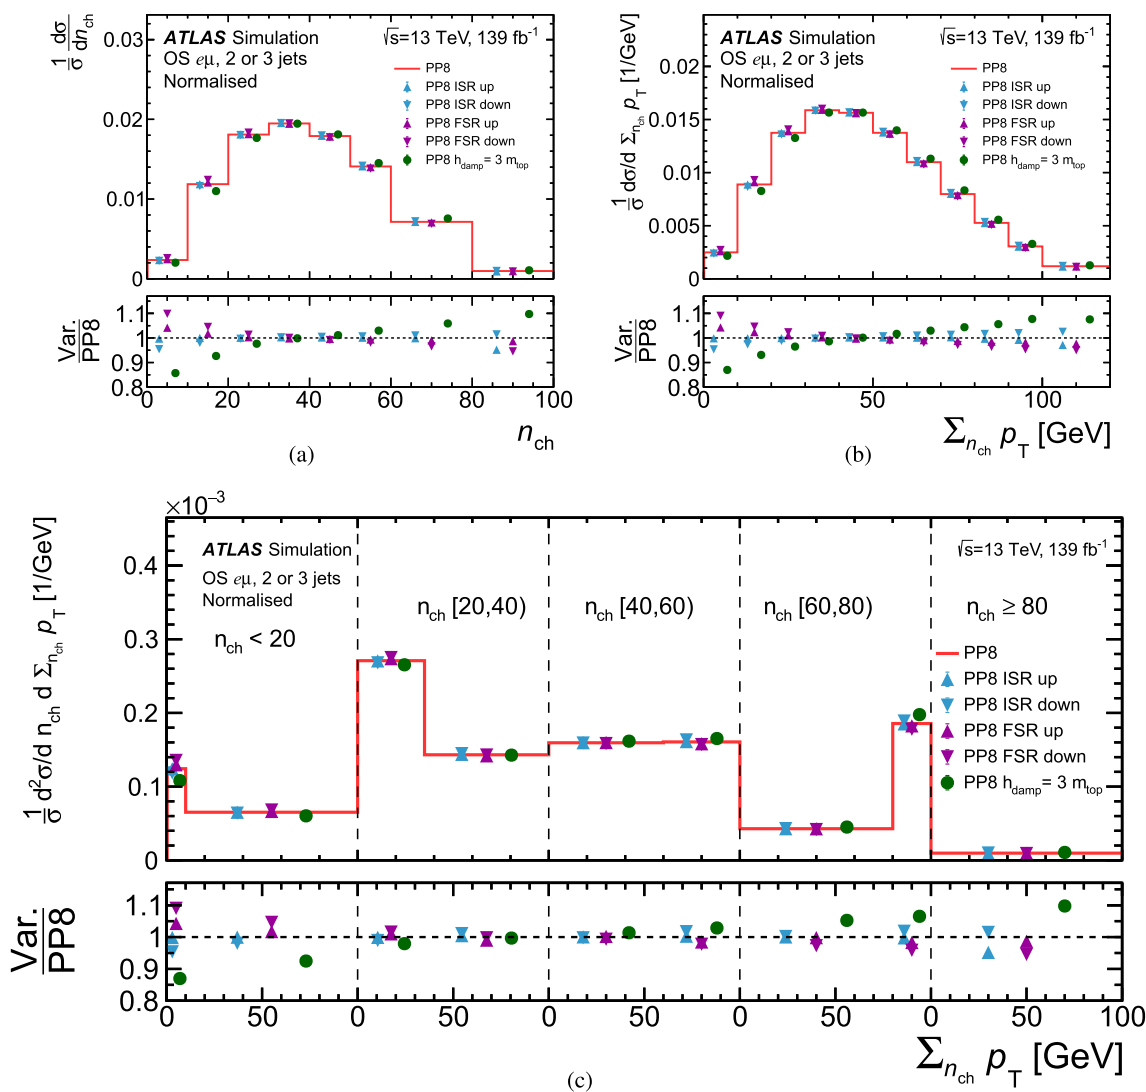 1/σ dσ/dn_ch
0.03
0.02
0.01
0
ATLAS Simulation
OS eμ, 2 or 3 jets
Normalised
√s=13 TeV, 139 fb⁻¹
PP8
PP8 ISR up
PP8 ISR down
PP8 FSR up
PP8 FSR down
PP8 h_damp = 3 m_top
Var./PP8
1.1
1
0.9
0.8
0 20 40 60 80 100
n_ch
(a)
1/σ dσ/d Σ_n_ch p_T [1/GeV]
0.02
0.015
0.01
0.005
0
ATLAS Simulation
OS eμ, 2 or 3 jets
Normalised
√s=13 TeV, 139 fb⁻¹
PP8
PP8 ISR up
PP8 ISR down
PP8 FSR up
PP8 FSR down
PP8 h_damp = 3 m_top
Var./PP8
1.1
1
0.9
0.8
0 20 40 60 80 100
Σ_n_ch p_T [GeV]
(b)
×10⁻³
1/σ d²σ/d n_ch d Σ_n_ch p_T [1/GeV]
0.4
0.3
0.2
0.1
0
ATLAS Simulation
OS eμ, 2 or 3 jets
Normalised
√s=13 TeV, 139 fb⁻¹
n_ch < 20
n_ch [20,40)
n_ch [40,60)
n_ch [60,80)
n_ch ≥ 80
PP8
PP8 ISR up
PP8 ISR down
PP8 FSR up
PP8 FSR down
PP8 h_damp = 3 m_top
Var./PP8
1.1
1
0.9
0.8
0 50 0 50 0 50 0 50 0 50 100
Σ_n_ch p_T [GeV]
(c)